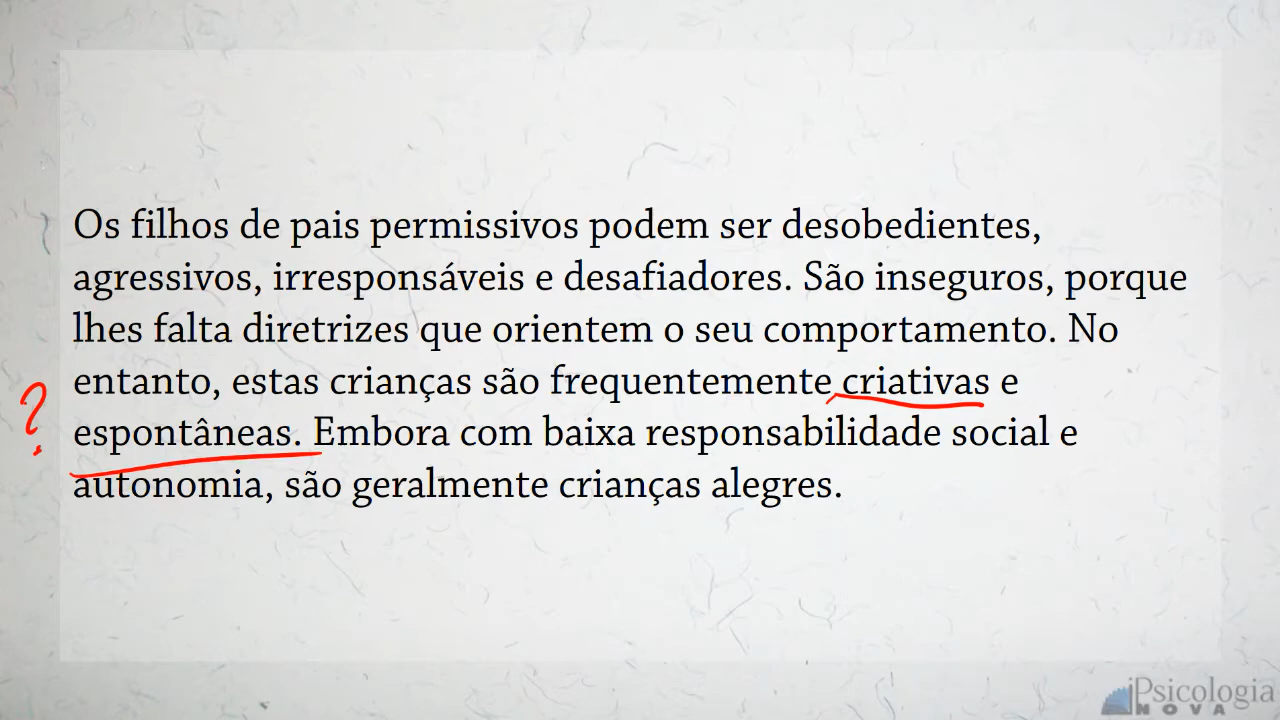 Os filhos de pais permissivos podem ser desobedientes,
agressivos, irresponsáveis e desafiadores. São inseguros, porque
lhes falta diretrizes que orientem o seu comportamento. No
entanto, estas crianças são frequentemente criativas e
?
espontâneas. Embora com baixa responsabilidade social e
autonomia, são geralmente crianças alegres.
Psicologia
NOVA